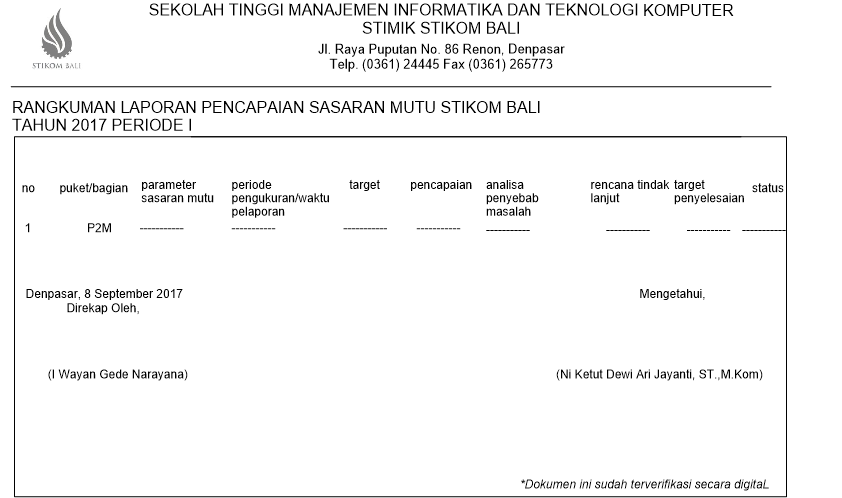 SEKOLAH TINGGI MANAJEMEN INFORMATIKA DAN TEKNOLOGI KOMPUTER
STIMIK STIKOM BALI
Jl. Raya Puputan No. 86 Renon, Denpasar
Telp. (0361) 24445 Fax (0361) 265773
STIKOM BALI
RANGKUMAN LAPORAN PENCAPAIAN SASARAN MUTU STIKOM BALI
TAHUN 2017 PERIODE I
no puket/bagian parameter sasaran mutu periode pengukuran/waktu pelaporan target pencapaian analisa penyebab masalah rencana tindak lanjut target penyelesaian status
1 P2M ----------- ----------- ----------- ----------- ----------- ----------- ----------- -----------
Denpasar, 8 September 2017 Mengetahui,
Direkap Oleh,
(I Wayan Gede Narayana) (Ni Ketut Dewi Ari Jayanti, ST.,M.Kom)
*Dokumen ini sudah terverifikasi secara digitaL